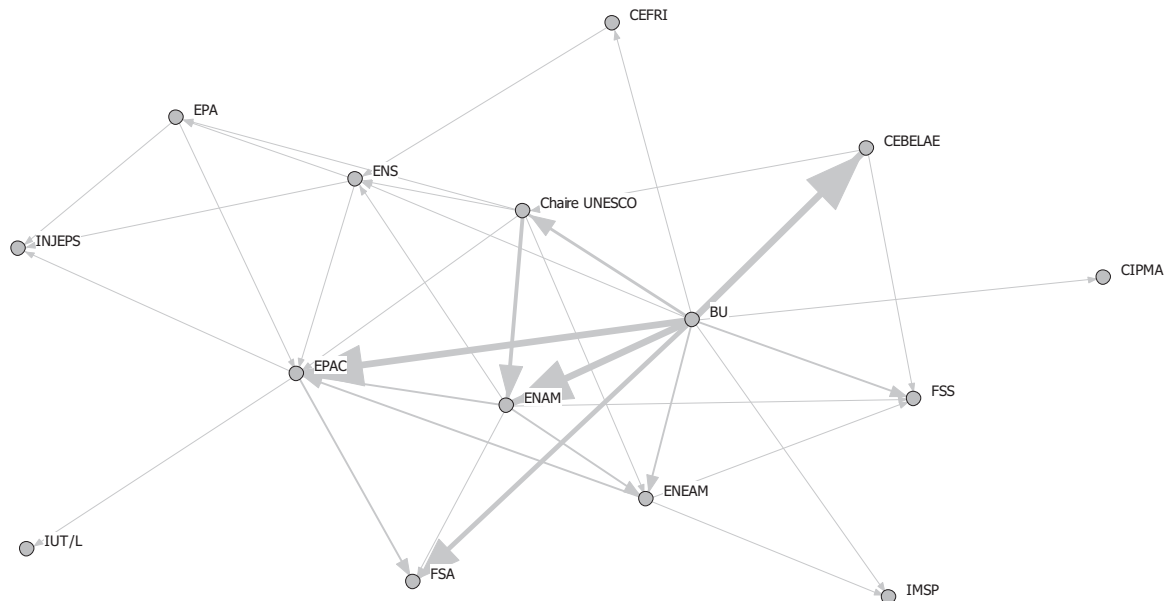 CEFRI
EPA
CEBELAE
ENS
Chaire UNESCO
INJEPS
CIPMA
BU
EPAC
ENAM
FSS
ENEAM
IUT/L
FSA
IMSP